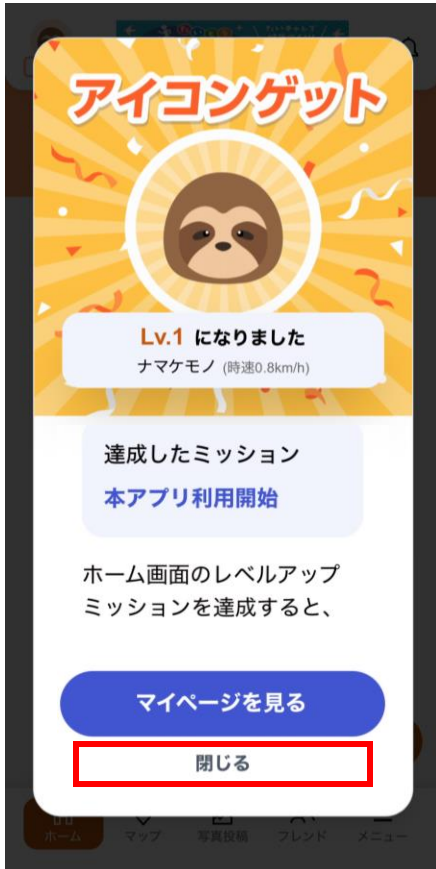 アイコンゲット
Lv.1 になりました
ナマケモノ (時速0.8km/h)
達成したミッション
本アプリ利用開始
ホーム画面のレベルアップ
ミッションを達成すると、
マイページを見る
閉じる
ホーム マップ 写真投稿 フレンド メニュー